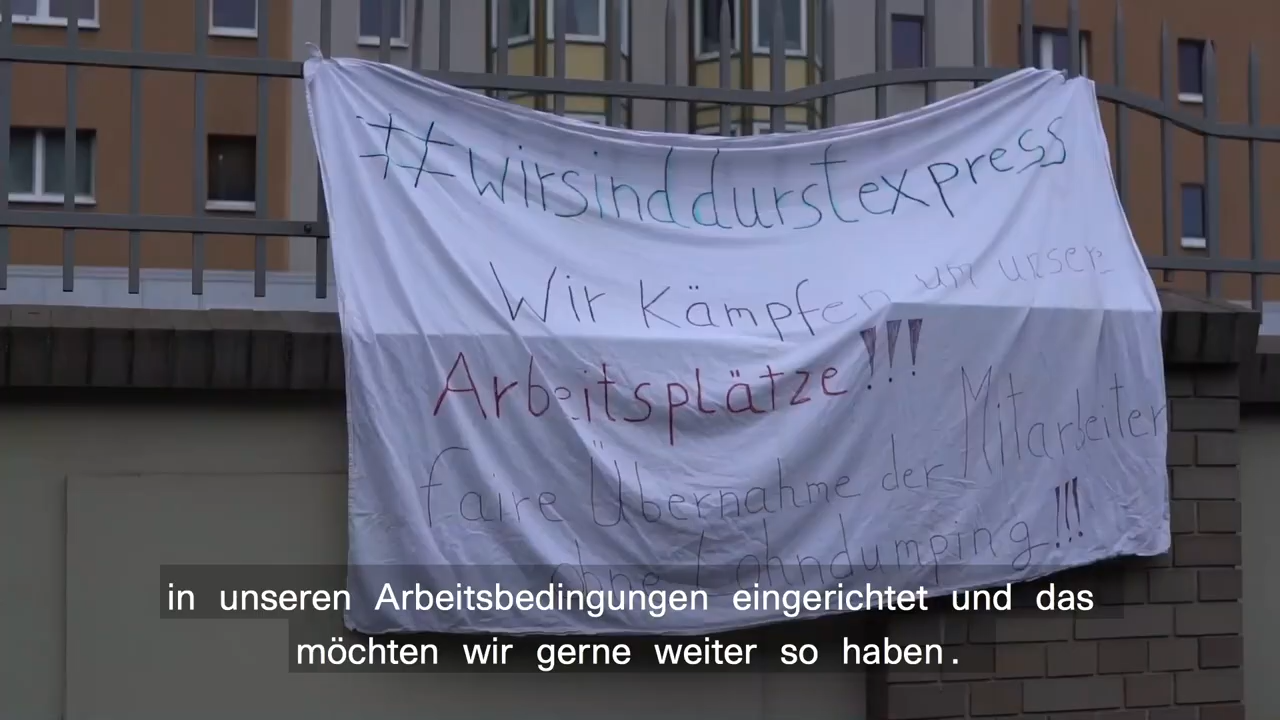 #wirsinddurstexpress
Wir kämpfen um unsere
Arbeitsplätze!!!
faire Übernahme der Mitarbeiter
ohne Lohndumping!!!
in unseren Arbeitsbedingungen eingerichtet und das
möchten wir gerne weiter so haben.